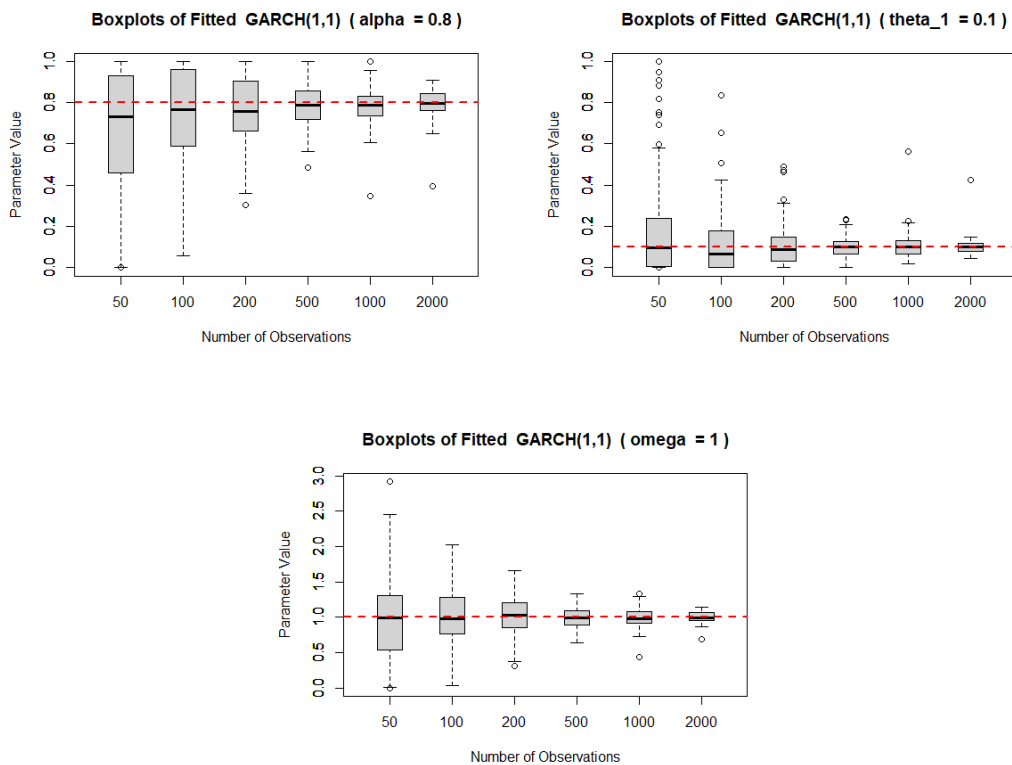 Boxplots of Fitted GARCH(1,1) ( alpha = 0.8 )
Parameter Value
1.0
0.8
0.6
0.4
0.2
0.0
50 100 200 500 1000 2000
Number of Observations
Boxplots of Fitted GARCH(1,1) ( theta_1 = 0.1 )
Parameter Value
1.0
0.8
0.6
0.4
0.2
0.0
50 100 200 500 1000 2000
Number of Observations
Boxplots of Fitted GARCH(1,1) ( omega = 1 )
Parameter Value
3.0
2.5
2.0
1.5
1.0
0.5
0.0
50 100 200 500 1000 2000
Number of Observations